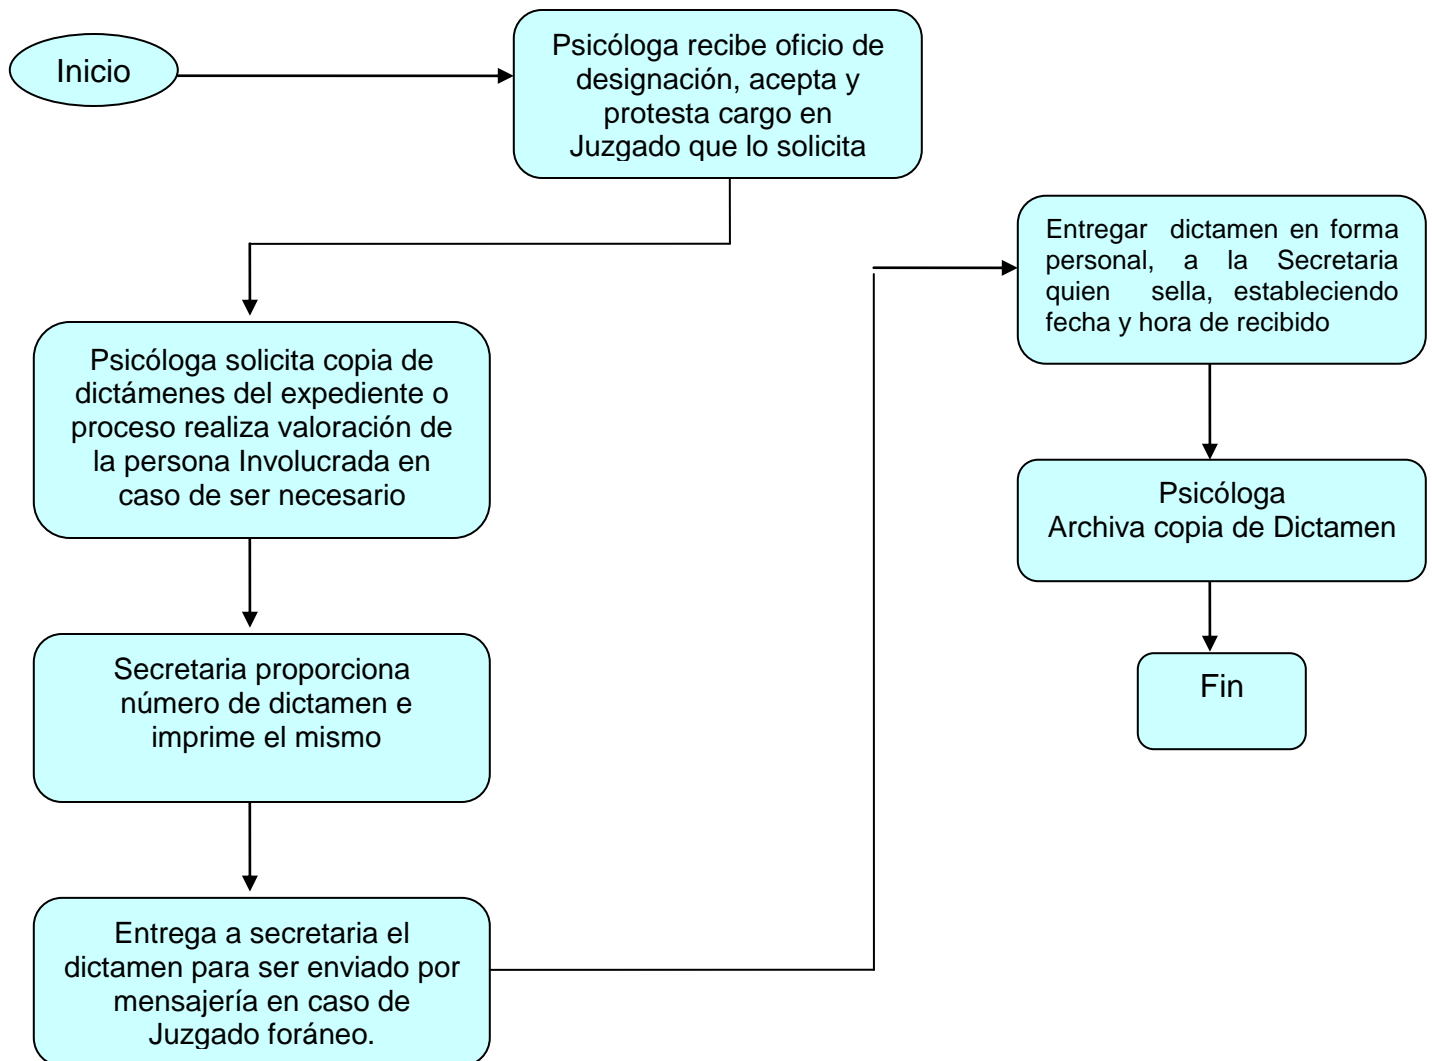 Inicio
Psicóloga recibe oficio de
designación, acepta y
protesta cargo en
Juzgado que lo solicita
Psicóloga solicita copia de
dictámenes del expediente o
proceso realiza valoración de
la persona Involucrada en
caso de ser necesario
Secretaria proporciona
número de dictamen e
imprime el mismo
Entrega a secretaria el
dictamen para ser enviado por
mensajería en caso de
Juzgado foráneo.
Entregar dictamen en forma
personal, a la Secretaria
quien sella, estableciendo
fecha y hora de recibido
Psicóloga
Archiva copia de Dictamen
Fin